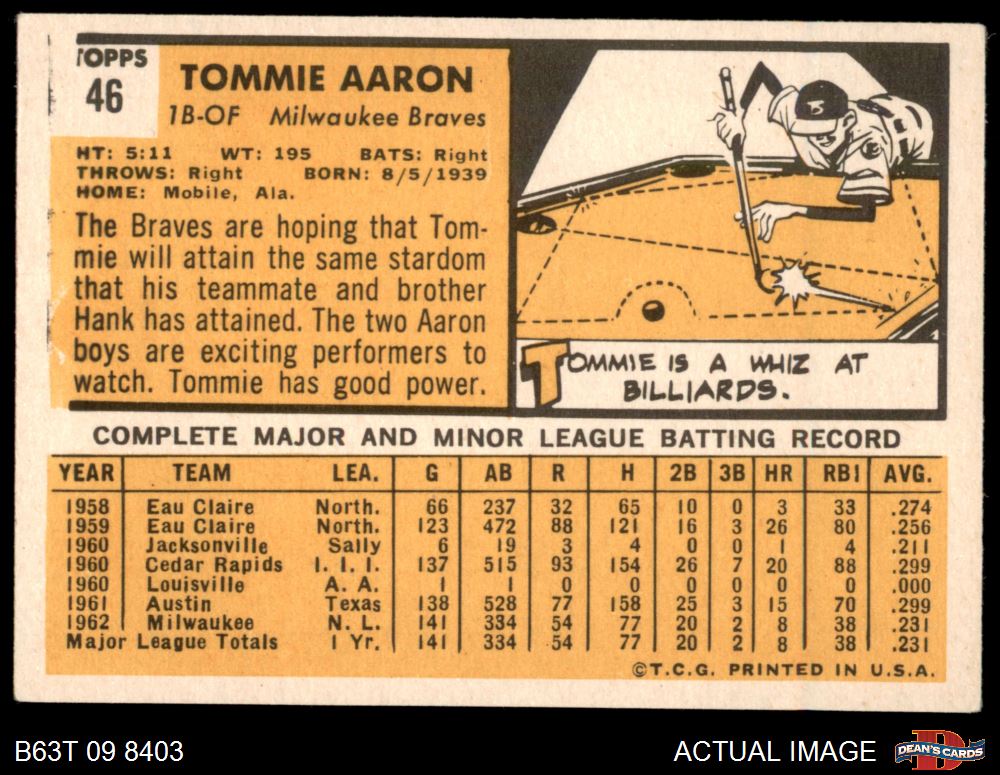 TOPPS
46
TOMMIE AARON
1B-OF Milwaukee Braves
HT: 5:11 WT: 195 BATS: Right
THROWS: Right BORN: 8/5/1939
HOME: Mobile, Ala.
The Braves are hoping that Tom-
mie will attain the same stardom
that his teammate and brother
Hank has attained. The two Aaron
boys are exciting performers to
watch. Tommie has good power.
TOMMIE IS A WHIZ AT
BILLIARDS.
COMPLETE MAJOR AND MINOR LEAGUE BATTING RECORD
YEAR TEAM LEA. G AB R H 2B 3B HR RBI AVG.
1958 Eau Claire North. 66 237 32 65 10 0 3 33 .274
1959 Eau Claire North. 123 472 88 121 16 3 26 80 .256
1960 Jacksonville Sally 6 19 3 4 0 0 1 4 .211
1960 Cedar Rapids I. I. I. 137 515 93 154 26 7 20 88 .299
1960 Louisville A. A. 1 1 0 0 0 0 0 0 .000
1961 Austin Texas 138 528 77 158 25 3 15 70 .299
1962 Milwaukee N. L. 141 334 54 77 20 2 8 38 .231
Major League Totals 1 Yr. 141 334 54 77 20 2 8 38 .231
©T.C.G. PRINTED IN U.S.A.
B63T 09 8403
ACTUAL IMAGE
DEAN'S CARDS